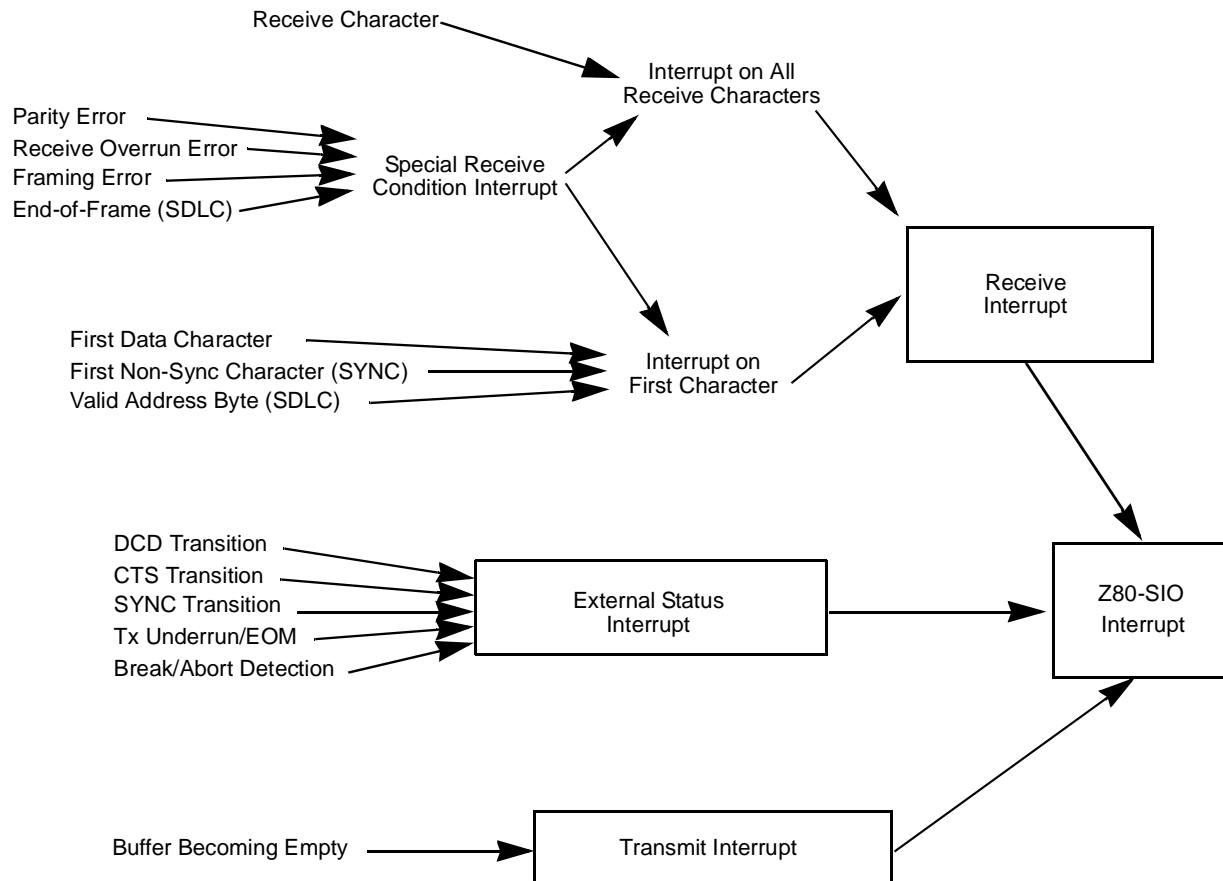 Receive Character
Interrupt on All
Receive Characters
Parity Error
Receive Overrun Error
Framing Error
End-of-Frame (SDLC)
Special Receive
Condition Interrupt
Receive
Interrupt
First Data Character
First Non-Sync Character (SYNC)
Valid Address Byte (SDLC)
Interrupt on
First Character
DCD Transition
CTS Transition
SYNC Transition
Tx Underrun/EOM
Break/Abort Detection
External Status
Interrupt
Z80-SIO
Interrupt
Buffer Becoming Empty
Transmit Interrupt